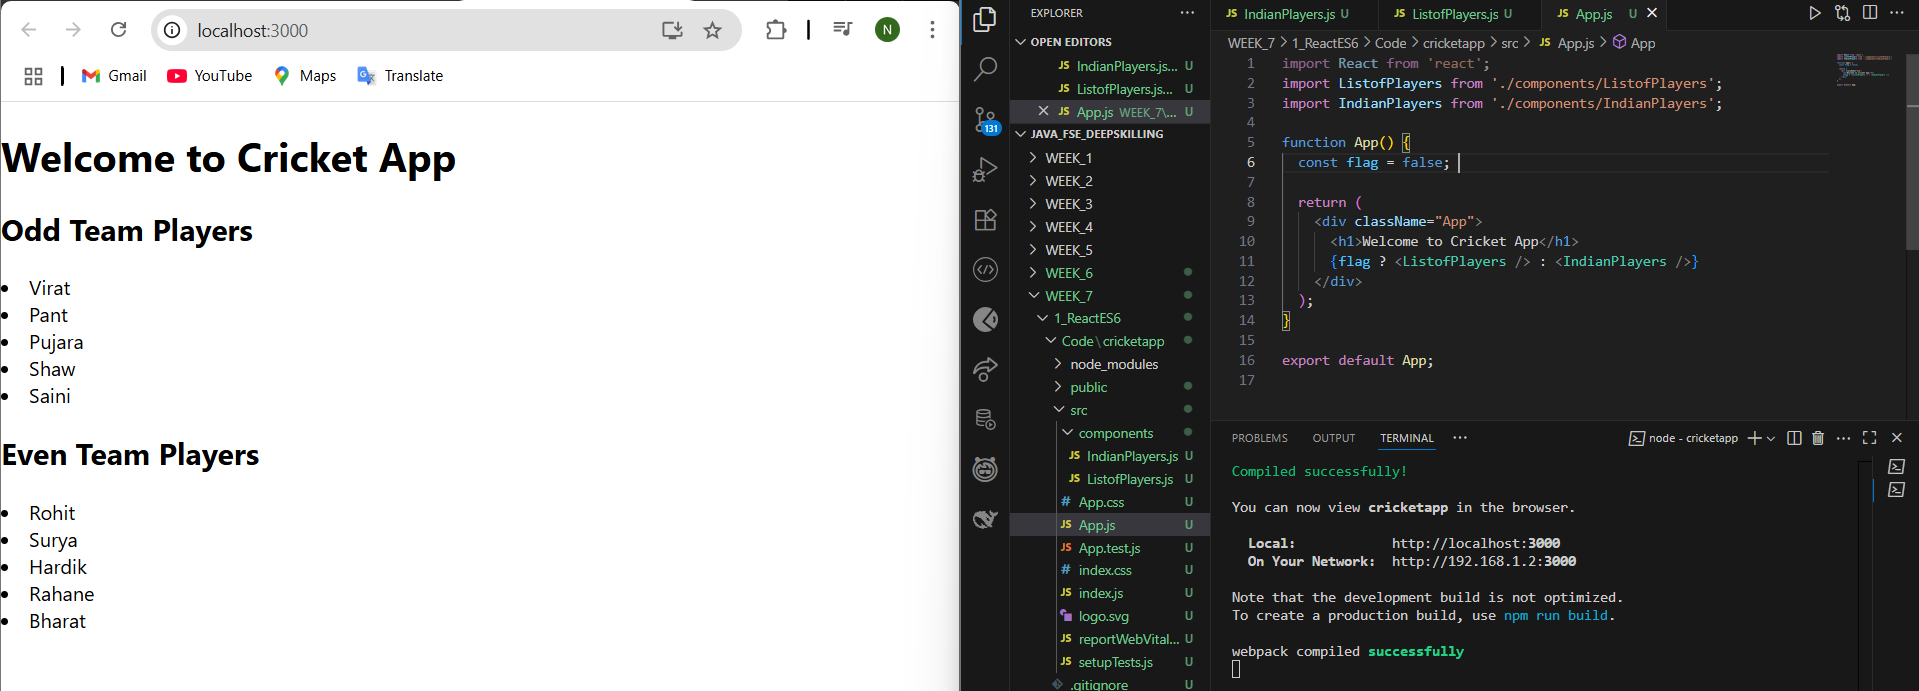 localhost:3000
N
Gmail YouTube Maps Translate
Welcome to Cricket App
Odd Team Players
Virat
Pant
Pujara
Shaw
Saini
Even Team Players
Rohit
Surya
Hardik
Rahane
Bharat
131
EXPLORER
OPEN EDITORS
JS IndianPlayers.js... U
JS ListofPlayers.js... U
JS App.js WEEK_7\... U
JAVA_FSE_DEEPSKILLING
WEEK_1
WEEK_2
WEEK_3
WEEK_4
WEEK_5
WEEK_6
WEEK_7
1_ReactES6
Code\cricketapp
node_modules
public
src
components
JS IndianPlayers.js U
JS ListofPlayers.js U
# App.css U
JS App.js U
JS App.test.js U
# index.css U
JS index.js U
logo.svg U
JS reportWebVital... U
JS setupTests.js U
.gitignore U
JS IndianPlayers.js U JS ListofPlayers.js U JS App.js U
WEEK_7 > 1_ReactES6 > Code > cricketapp > src > JS App.js > App
1 import React from 'react';
2 import ListofPlayers from './components/ListofPlayers';
3 import IndianPlayers from './components/IndianPlayers';
4
5 function App() {
6 const flag = false;
7
8 return (
9 <div className="App">
10 <h1>Welcome to Cricket App</h1>
11 {flag ? <ListofPlayers /> : <IndianPlayers />}
12 </div>
13 );
14 }
15
16 export default App;
17
PROBLEMS OUTPUT TERMINAL ... node - cricketapp
Compiled successfully!
You can now view cricketapp in the browser.
Local: http://localhost:3000
On Your Network: http://192.168.1.2:3000
Note that the development build is not optimized.
To create a production build, use npm run build.
webpack compiled successfully